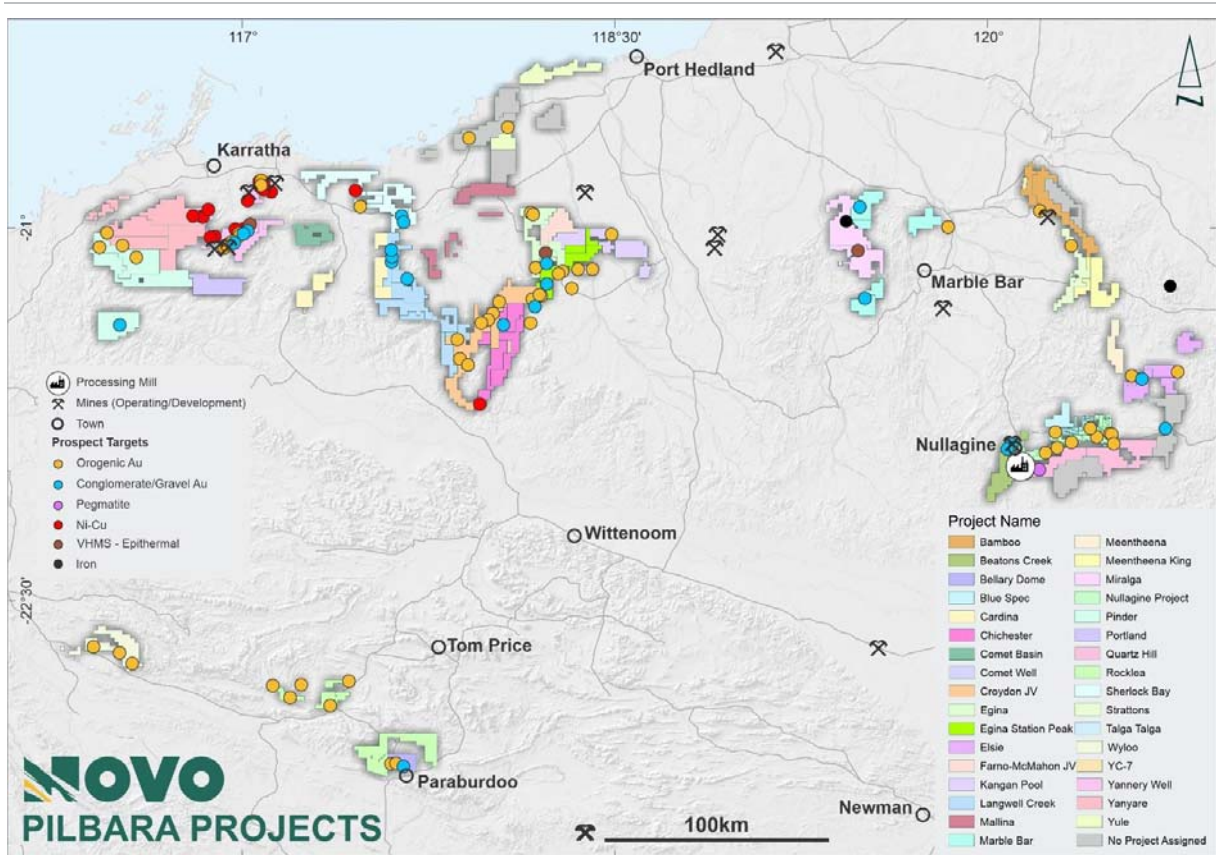 117°
118°30'
120°
Port Hedland
Z
Karratha
-21°
Marble Bar
Processing Mill
Mines (Operating/Development)
Town
Prospect Targets
Orogenic Au
Conglomerate/Gravel Au
Pegmatite
Ni-Cu
VHMS - Epithermal
Iron
Nullagine
Wittenoom
-22°30'
Tom Price
Paraburdoo
Newman
NOVO
PILBARA PROJECTS
100km
Project Name
Bamboo
Beatons Creek
Bellary Dome
Blue Spec
Cardina
Chichester
Comet Basin
Comet Well
Croydon JV
Egina
Egina Station Peak
Elsie
Farno-McMahon JV
Kangan Pool
Langwell Creek
Mallina
Marble Bar
Meentheena
Meentheena King
Miralga
Nullagine Project
Pinder
Portland
Quartz Hill
Rocklea
Sherlock Bay
Strattons
Talga Talga
Wyloo
YC-7
Yannery Well
Yanyare
Yule
No Project Assigned